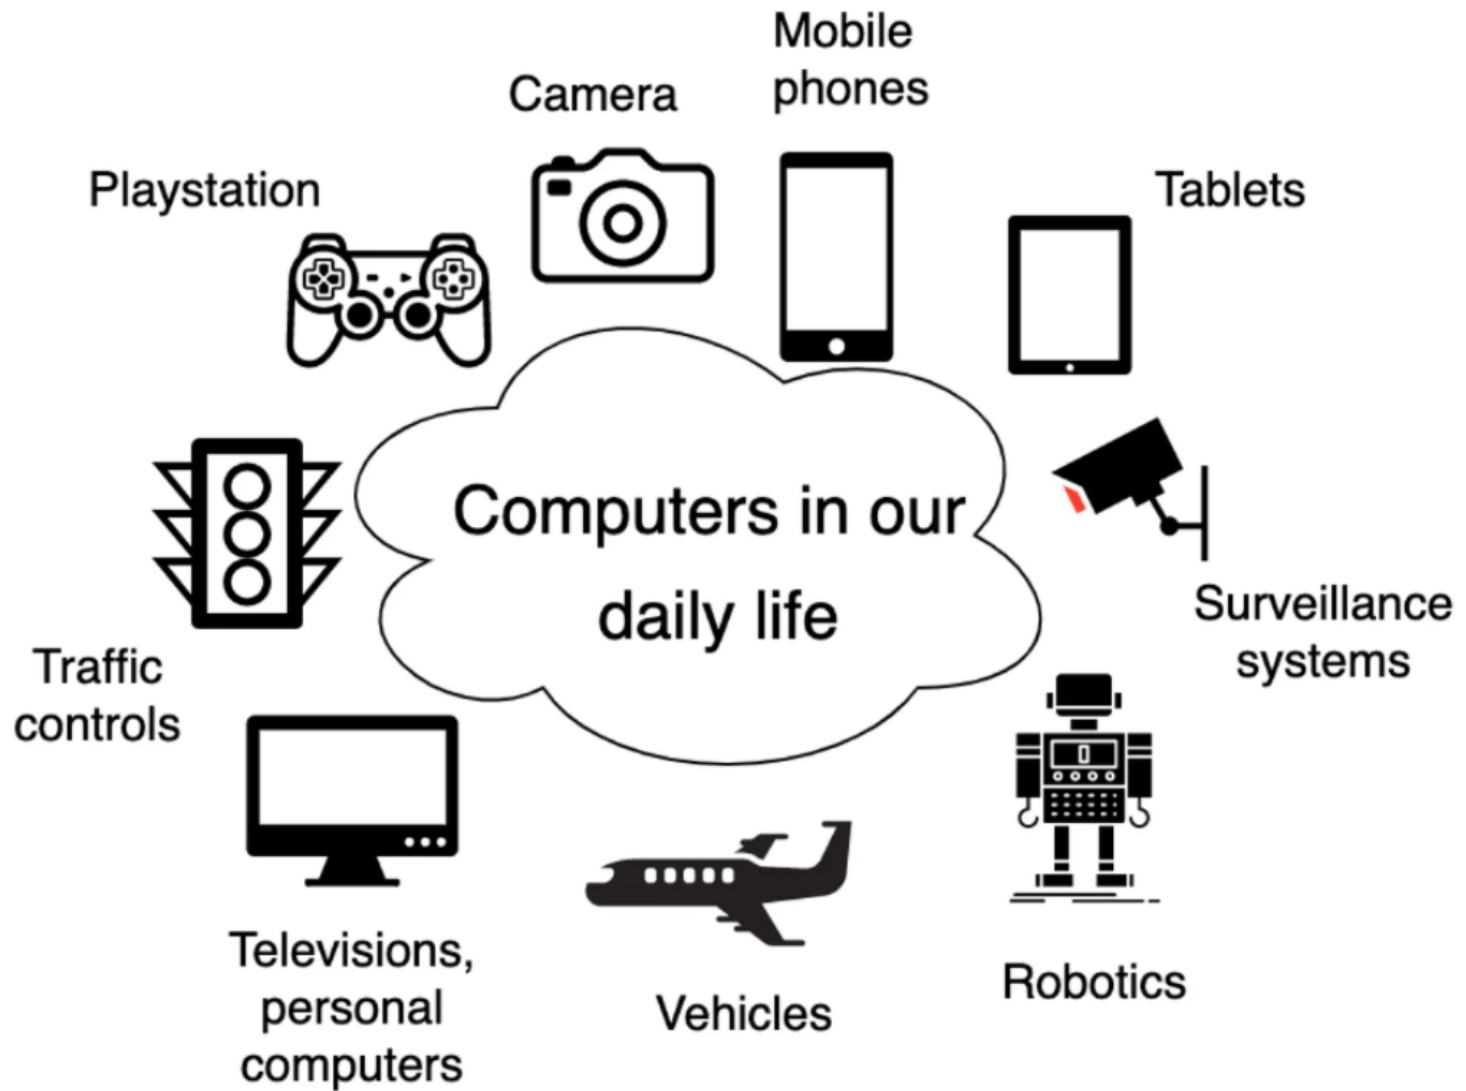 Mobile
phones
Camera
Playstation
Tablets
Computers in our
daily life
Surveillance
systems
Traffic
controls
Televisions,
personal
computers
Vehicles
Robotics